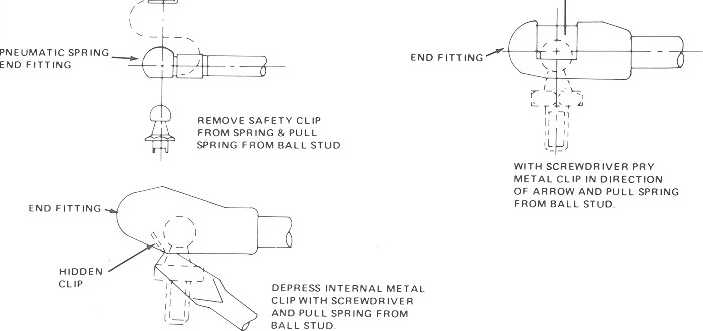 PNEUMATIC SPRING
END FITTING
REMOVE SAFETY CLIP
FROM SPRING & PULL
SPRING FROM BALL STUD
END FITTING
WITH SCREWDRIVER PRY
METAL CLIP IN DIRECTION
OF ARROW AND PULL SPRING
FROM BALL STUD.
END FITTING
HIDDEN
CLIP
DEPRESS INTERNAL METAL
CLIP WITH SCREWDRIVER
AND PULL SPRING FROM
BALL STUD.